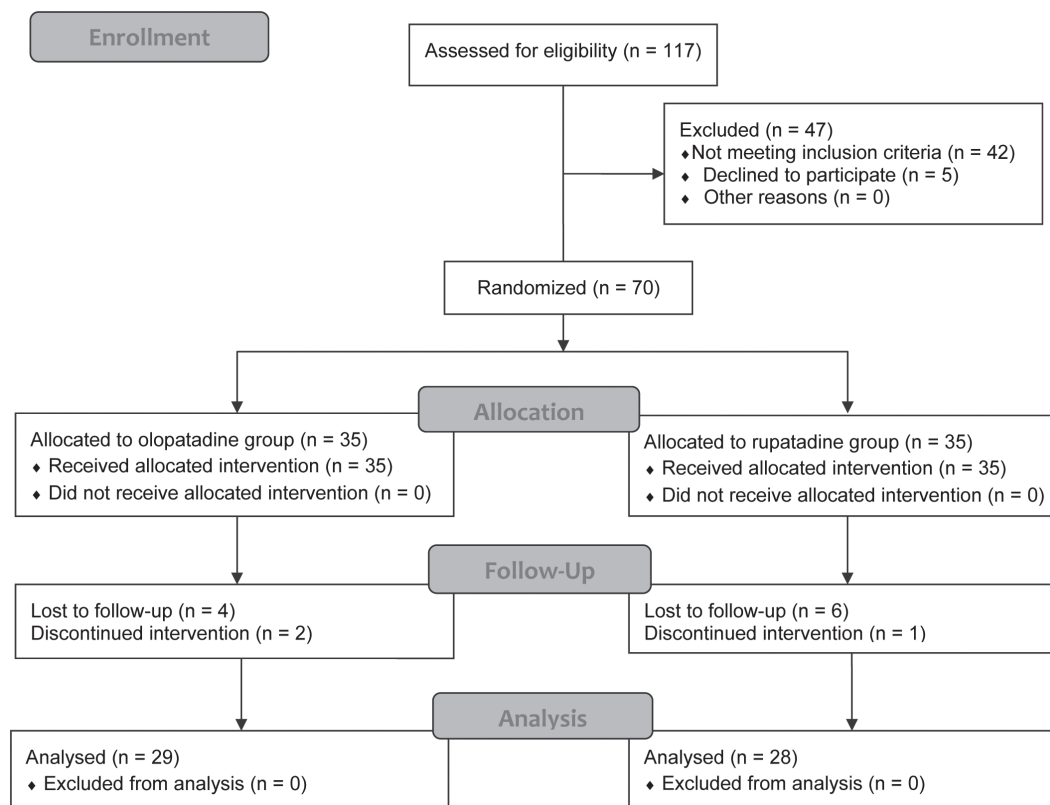 Enrollment
Assessed for eligibility (n = 117)
Excluded (n = 47)
♦Not meeting inclusion criteria (n = 42)
♦ Declined to participate (n = 5)
♦ Other reasons (n = 0)
Randomized (n = 70)
Allocation
Allocated to olopatadine group (n = 35)
♦ Received allocated intervention (n = 35)
♦ Did not receive allocated intervention (n = 0)
Allocated to rupatadine group (n = 35)
♦ Received allocated intervention (n = 35)
♦ Did not receive allocated intervention (n = 0)
Follow-Up
Lost to follow-up (n = 4)
Discontinued intervention (n = 2)
Lost to follow-up (n = 6)
Discontinued intervention (n = 1)
Analysis
Analysed (n = 29)
♦ Excluded from analysis (n = 0)
Analysed (n = 28)
♦ Excluded from analysis (n = 0)